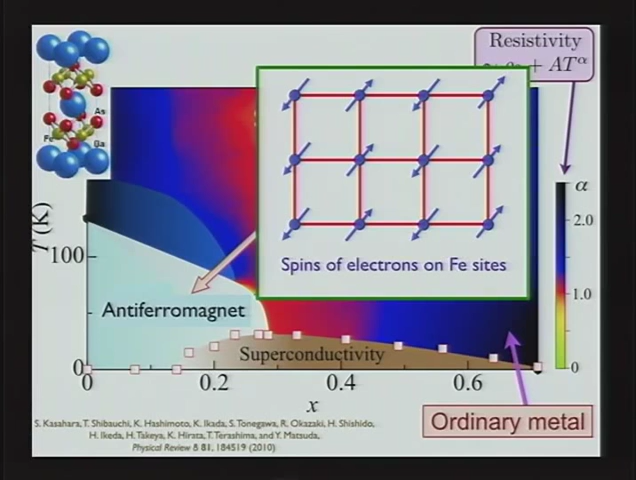 Resistivity
+ AT^α
As
Fe
Ba
α
2.0
1.0
0
T (K)
100
0
Spins of electrons on Fe sites
Antiferromagnet
Superconductivity
0
0.2
0.4
0.6
x
Ordinary metal
S. Kasahara, T. Shibauchi, K. Hashimoto, K. Ikada, S. Tonegawa, R. Okazaki, H. Shishido,
H. Ikeda, H. Takeya, K. Hirata, T. Terashima, and Y. Matsuda,
Physical Review B 81, 184519 (2010)